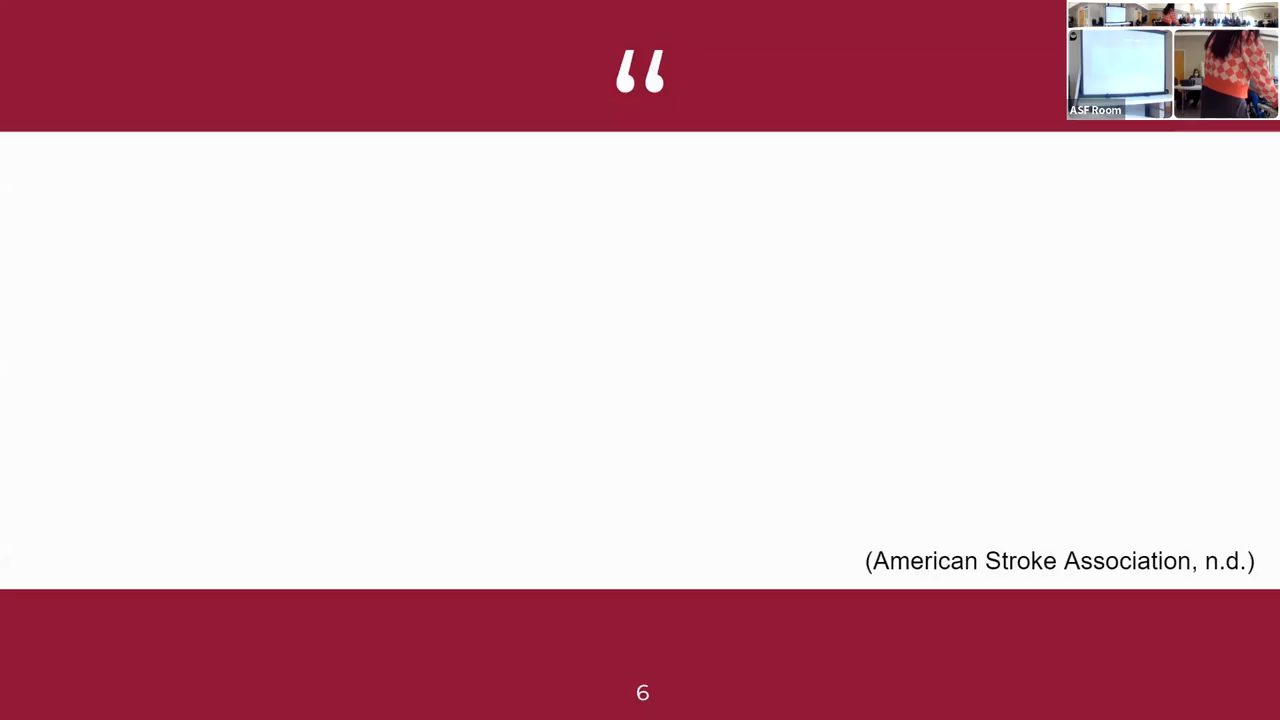 “
ASF Room
(American Stroke Association, n.d.)
6